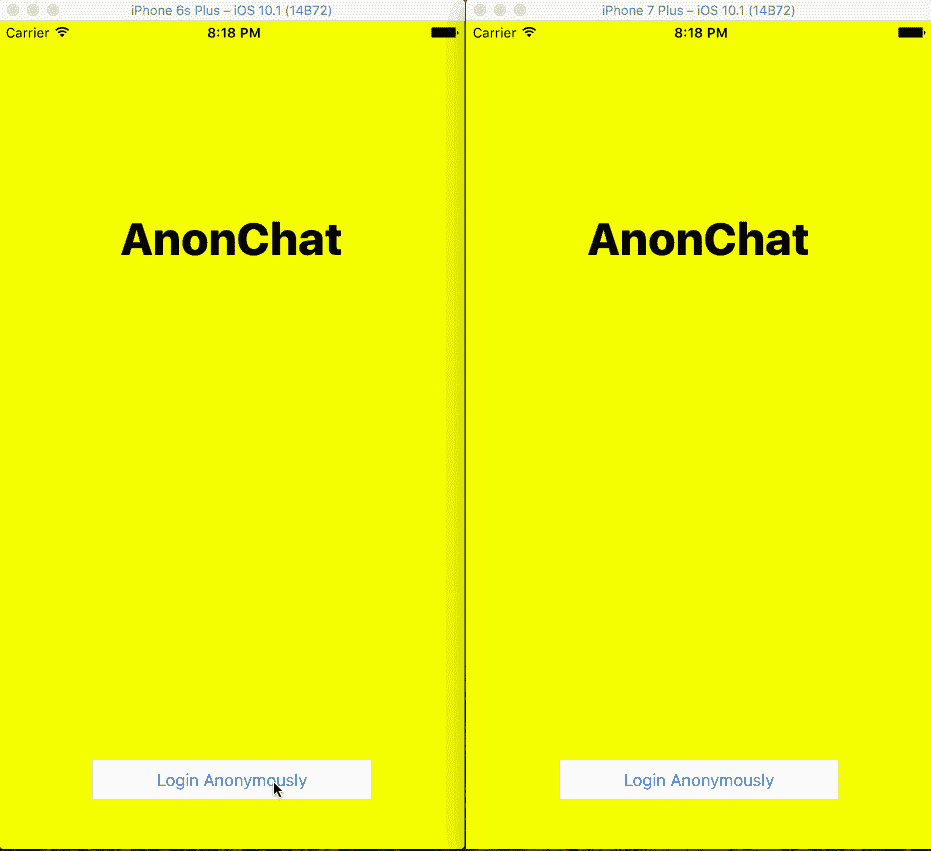 iPhone 6s Plus – iOS 10.1 (14B72)
Carrier 8:18 PM
AnonChat
Login Anonymously
iPhone 7 Plus – iOS 10.1 (14B72)
Carrier 8:18 PM
AnonChat
Login Anonymously